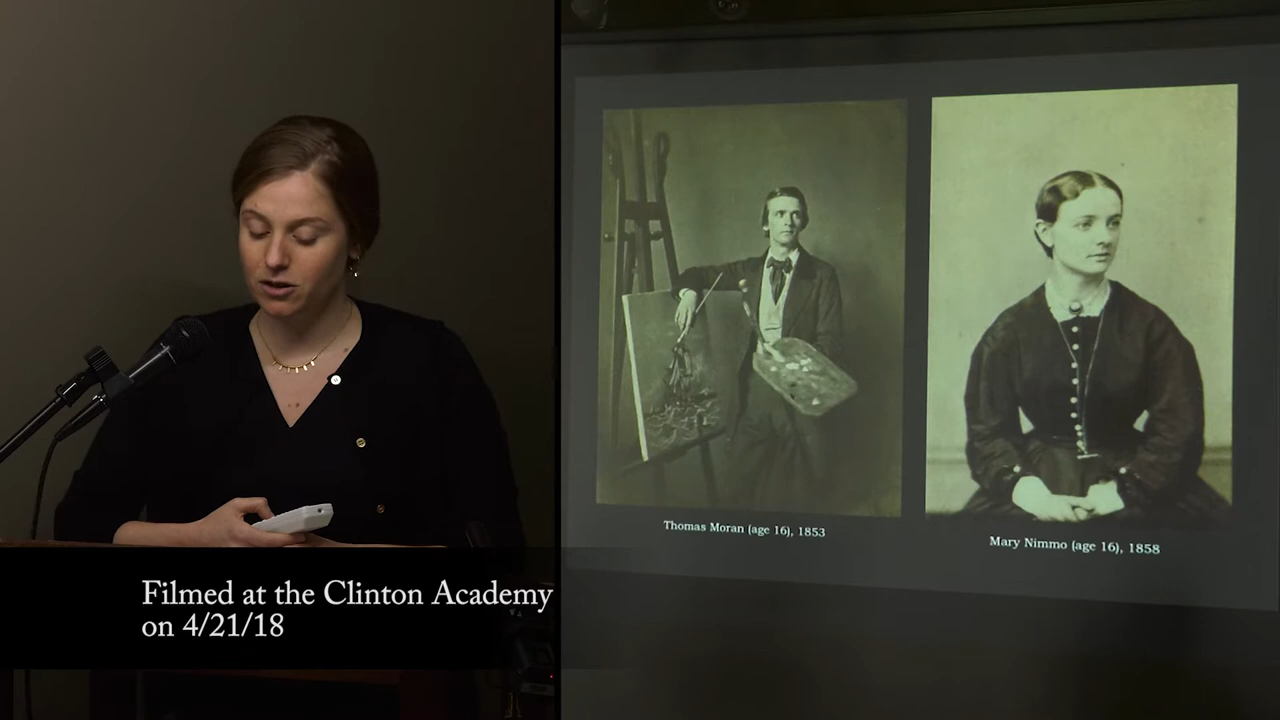 Filmed at the Clinton Academy
on 4/21/18
Thomas Moran (age 16), 1853
Mary Nimmo (age 16), 1858